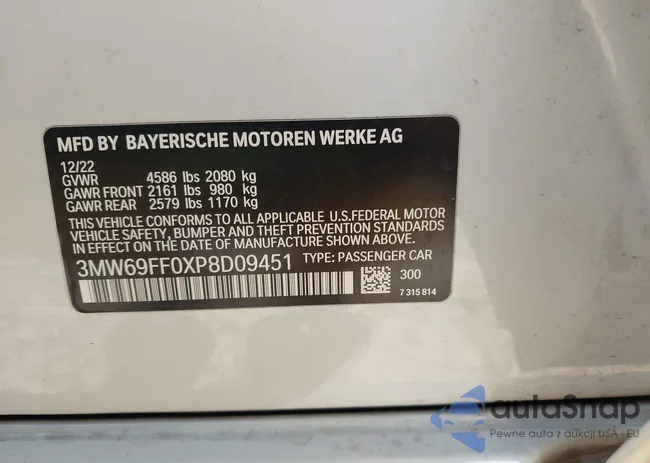 MFD BY BAYERISCHE MOTOREN WERKE AG
12/22
GVWR 4586 lbs 2080 kg
GAWR FRONT 2161 lbs 980 kg
GAWR REAR 2579 lbs 1170 kg
THIS VEHICLE CONFORMS TO ALL APPLICABLE U.S.FEDERAL MOTOR
VEHICLE SAFETY, BUMPER AND THEFT PREVENTION STANDARDS
IN EFFECT ON THE DATE OF MANUFACTURE SHOWN ABOVE.
3MW69FF0XP8D09451 TYPE: PASSENGER CAR
300
7 315 814
autoSnap
Pewne auta z aukcji USA i EU